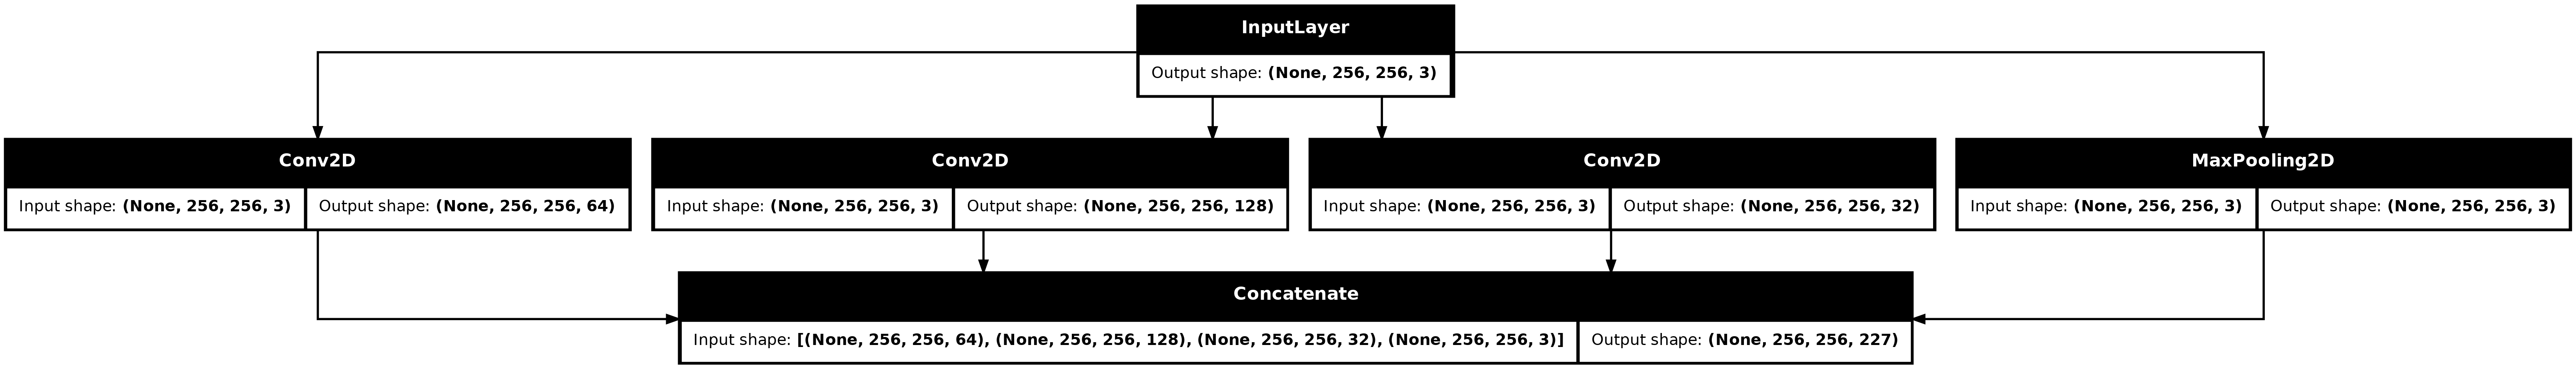 InputLayer
Output shape: (None, 256, 256, 3)
Conv2D
Input shape: (None, 256, 256, 3)
Output shape: (None, 256, 256, 64)
Conv2D
Input shape: (None, 256, 256, 3)
Output shape: (None, 256, 256, 128)
Conv2D
Input shape: (None, 256, 256, 3)
Output shape: (None, 256, 256, 32)
MaxPooling2D
Input shape: (None, 256, 256, 3)
Output shape: (None, 256, 256, 3)
Concatenate
Input shape: [(None, 256, 256, 64), (None, 256, 256, 128), (None, 256, 256, 32), (None, 256, 256, 3)]
Output shape: (None, 256, 256, 227)